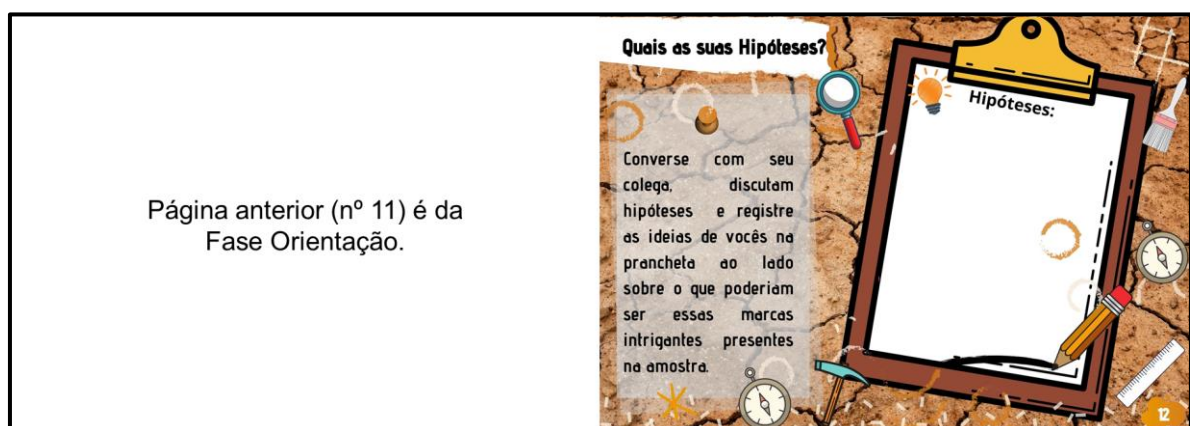 Página anterior (nº 11) é da
Fase Orientação.
Quais as suas Hipóteses?
Converse com seu
colega, discutam
hipóteses e registre
as ideias de vocês na
prancheta ao lado
sobre o que poderiam
ser essas marcas
intrigantes presentes
na amostra.
Hipóteses:
12